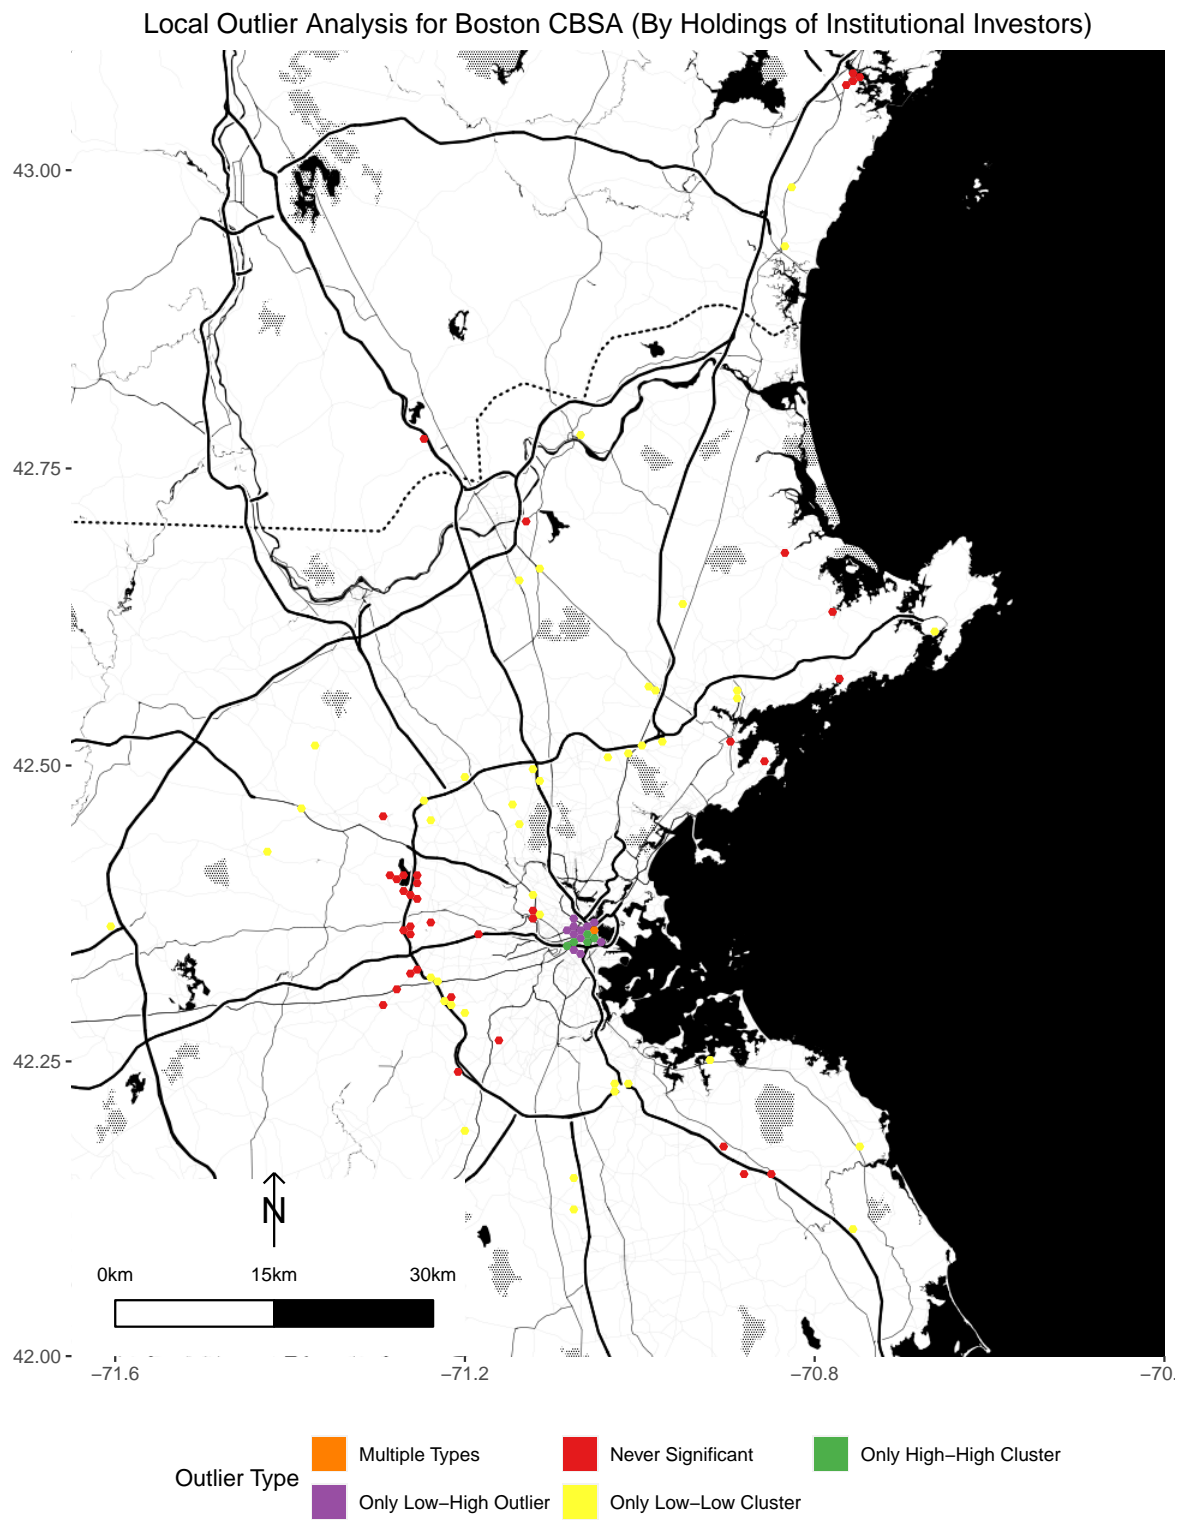 Local Outlier Analysis for Boston CBSA (By Holdings of Institutional Investors)
43.00
42.75
42.50
42.25
42.00
N
0km 15km 30km
−71.6 −71.2 −70.8 −70.
Outlier Type
Multiple Types Never Significant Only High−High Cluster
Only Low−High Outlier Only Low−Low Cluster